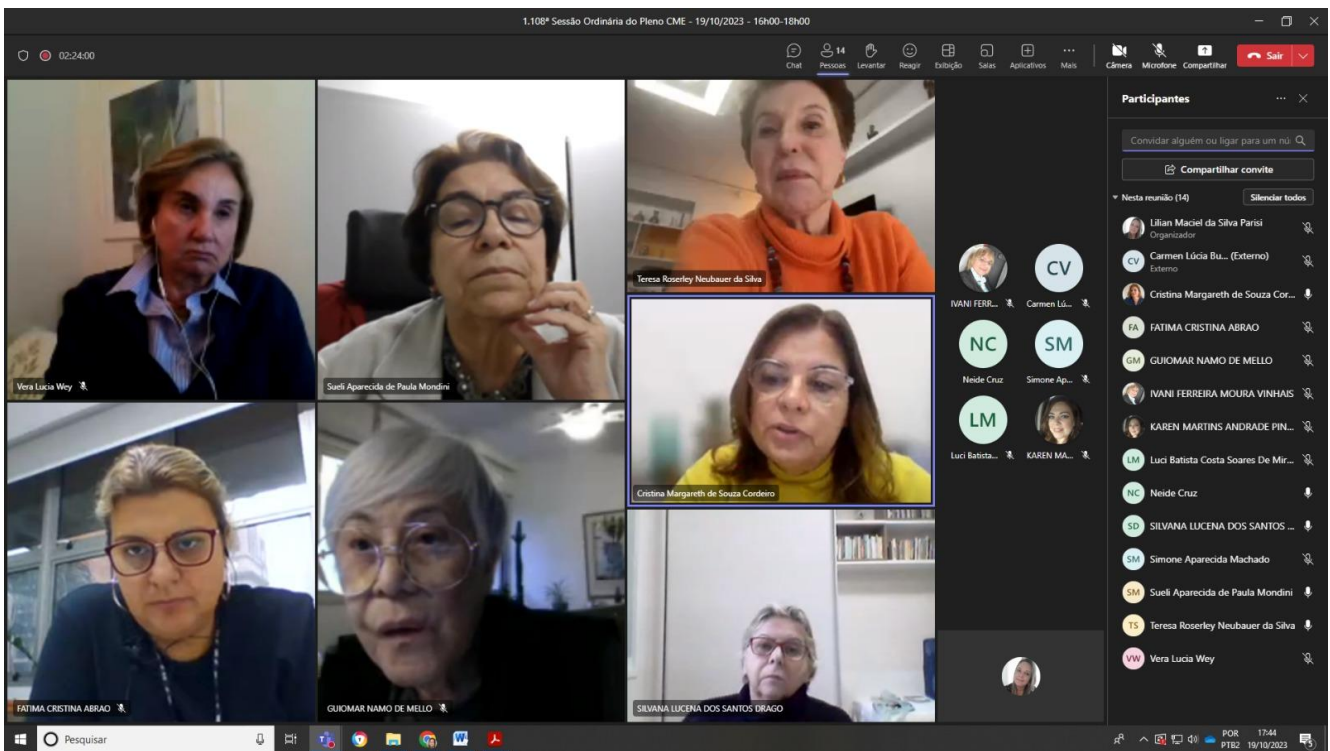 1.108ª Sessão Ordinária do Pleno CME - 19/10/2023 - 16h00-18h00
02:24:00
Chat
14
Pessoas
Levantar
Reagir
Exibição
Salas
Aplicativos
Mais
Câmera
Microfone
Compartilhar
Sair
Vera Lucia Wey
Sueli Aparecida de Paula Mondini
Teresa Roserley Neubauer da Silva
Cristina Margareth de Souza Cordeiro
FATIMA CRISTINA ABRAO
GUIOMAR NAMO DE MELLO
SILVANA LUCENA DOS SANTOS DRAGO
IVANI FERR...
CV
Carmen Lú...
NC
Neide Cruz
SM
Simone Ap...
LM
Luci Batista...
KAREN MA...
Participantes
Convidar alguém ou ligar para um nú
Compartilhar convite
Nesta reunião (14)
Silenciar todos
Lilian Maciel da Silva Parisi
Organizador
CV
Carmen Lúcia Bu... (Externo)
Externo
Cristina Margareth de Souza Cor...
FA
FATIMA CRISTINA ABRAO
GM
GUIOMAR NAMO DE MELLO
IVANI FERREIRA MOURA VINHAIS
KAREN MARTINS ANDRADE PIN...
LM
Luci Batista Costa Soares De Mir...
NC
Neide Cruz
SD
SILVANA LUCENA DOS SANTOS ...
SM
Simone Aparecida Machado
SM
Sueli Aparecida de Paula Mondini
TS
Teresa Roserley Neubauer da Silva
VW
Vera Lucia Wey
Pesquisar
POR
PTB2
17:44
19/10/2023